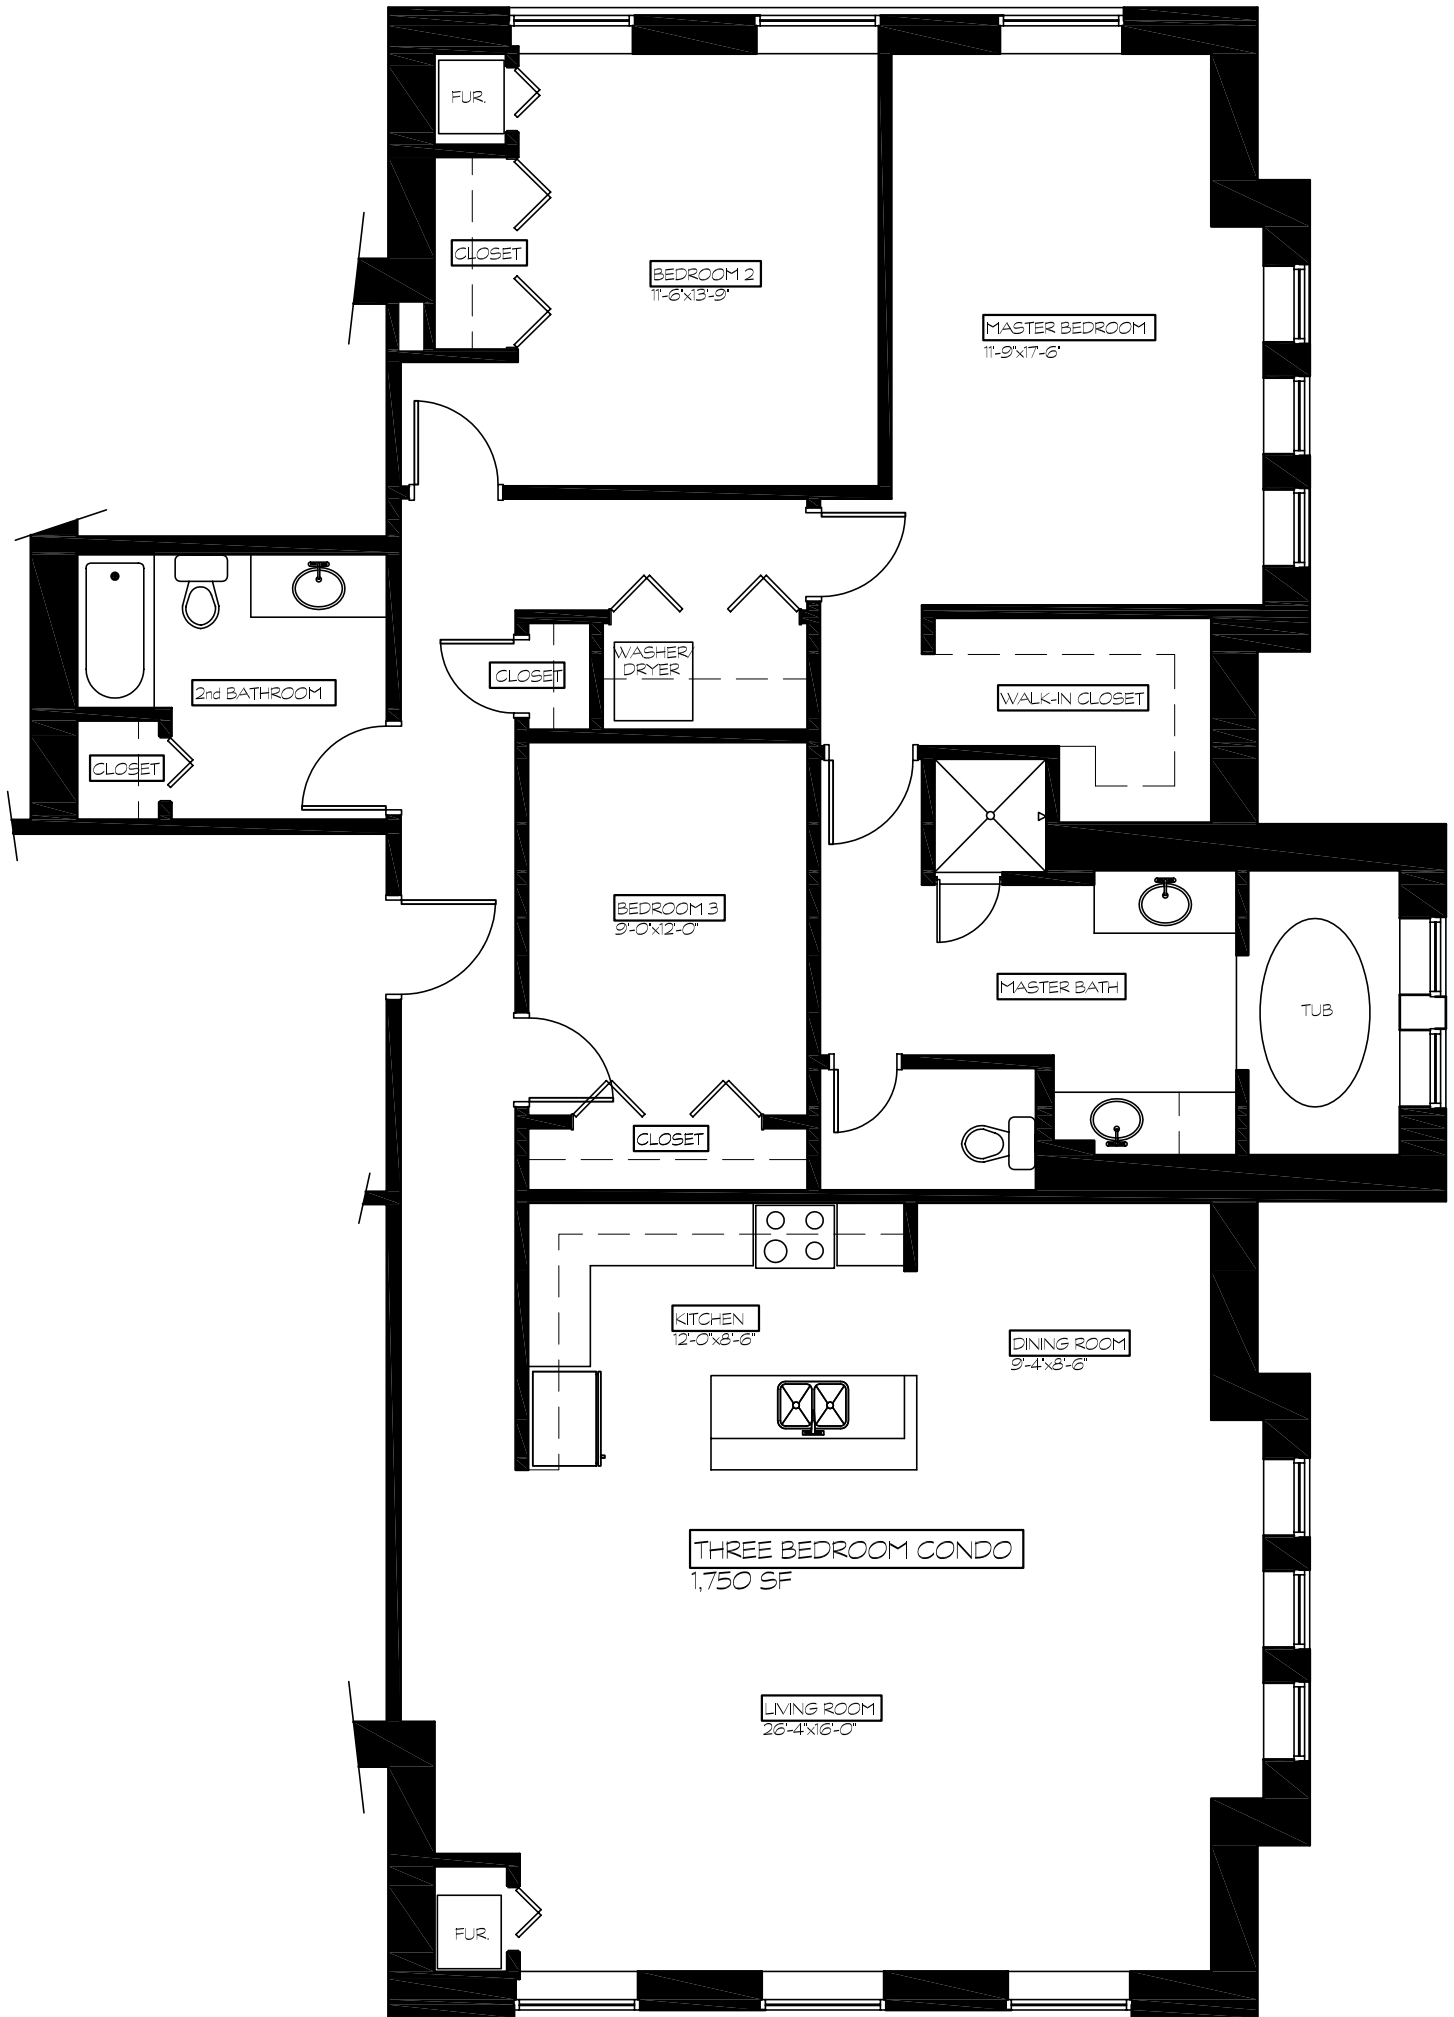 FUR.
CLOSET
BEDROOM 2
11'-6"x13'-9"
MASTER BEDROOM
11'-9"x17'-6"
WASHER/
DRYER
CLOSET
2nd BATHROOM
WALK-IN CLOSET
CLOSET
BEDROOM 3
9'-0"x12'-0"
MASTER BATH
TUB
CLOSET
KITCHEN
12'-0"x8'-6"
DINING ROOM
9'-4"x8'-6"
THREE BEDROOM CONDO
1,750 SF
LIVING ROOM
26'-4"x16'-0"
FUR.